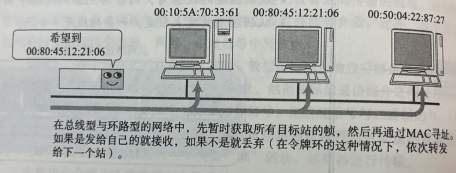 00:10:5A:70:33:61
00:80:45:12:21:06
00:50:04:22:87:27
希望到
00:80:45:12:21:06
在总线型与环路型的网络中，先暂时获取所有目标站的帧，然后再通过MAC寻址。
如果是发给自己的就接收，如果不是就丢弃（在令牌环的这种情况下，依次转发
给下一个站）。